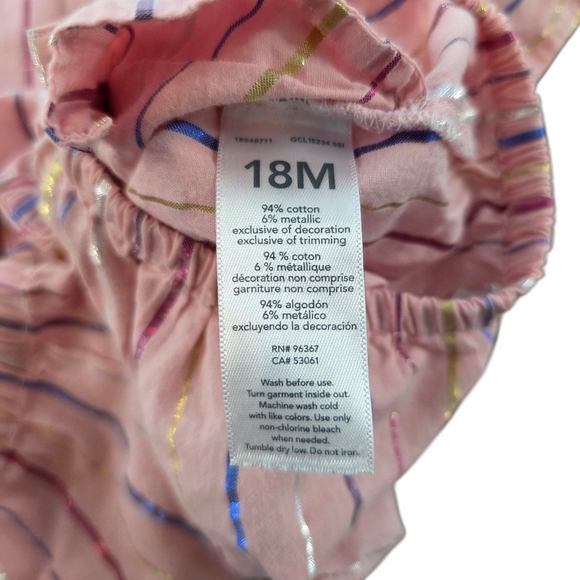 18M
94% cotton
6% metallic
exclusive of decoration
exclusive of trimming
94 % coton
6 % métallique
décoration non comprise
garniture non comprise
94% algodón
6% metálico
excluyendo la decoración
RN# 96367
CA# 53061
Wash before use.
Turn garment inside out.
Machine wash cold
with like colors. Use only
non-chlorine bleach
when needed.
Tumble dry low. Do not iron.